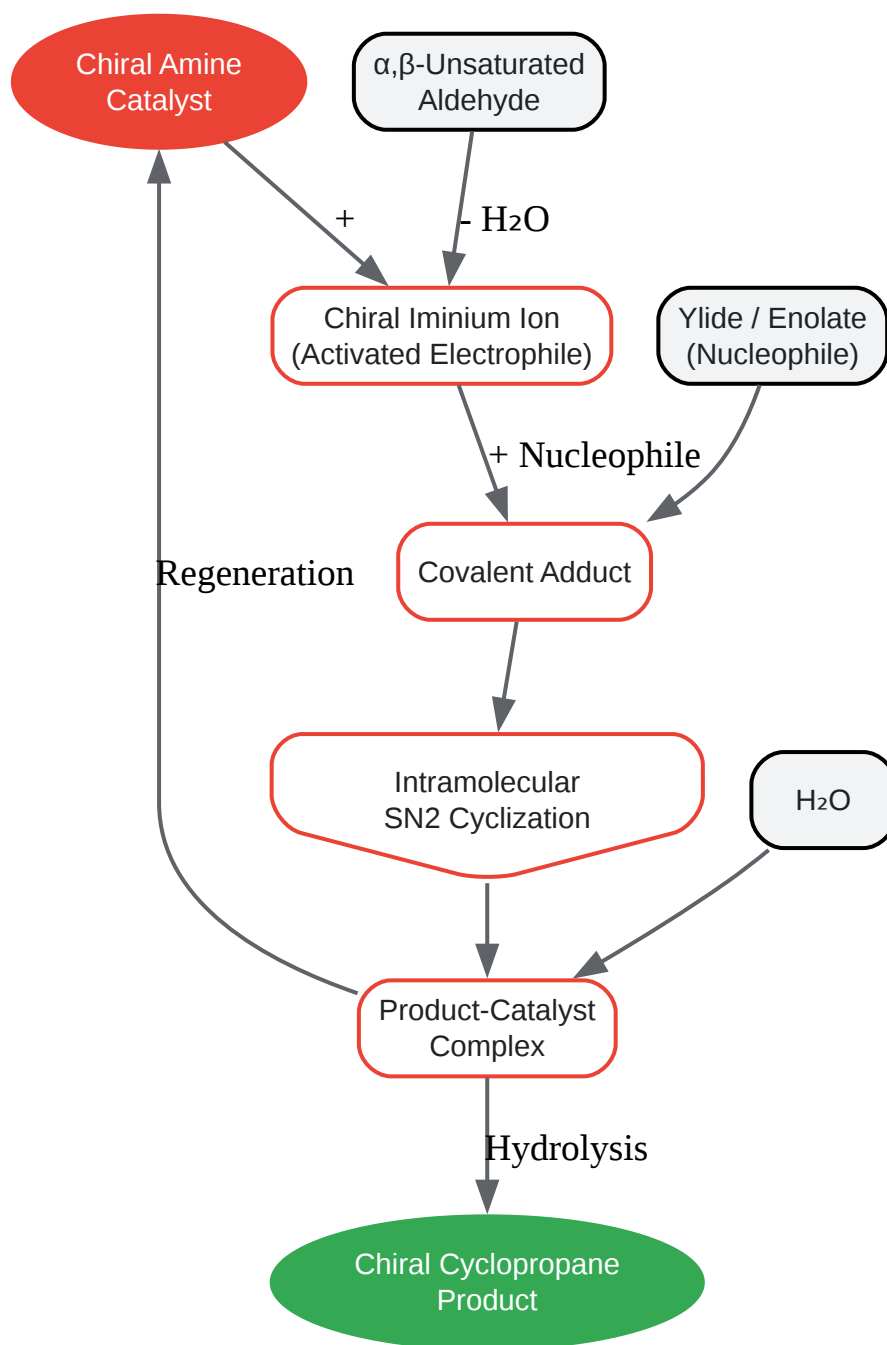 Chiral Amine
Catalyst
α,β-Unsaturated
Aldehyde
+
- H₂O
Chiral Iminium Ion
(Activated Electrophile)
Ylide / Enolate
(Nucleophile)
+ Nucleophile
Regeneration
Covalent Adduct
Intramolecular
SN2 Cyclization
H₂O
Product-Catalyst
Complex
Hydrolysis
Chiral Cyclopropane
Product